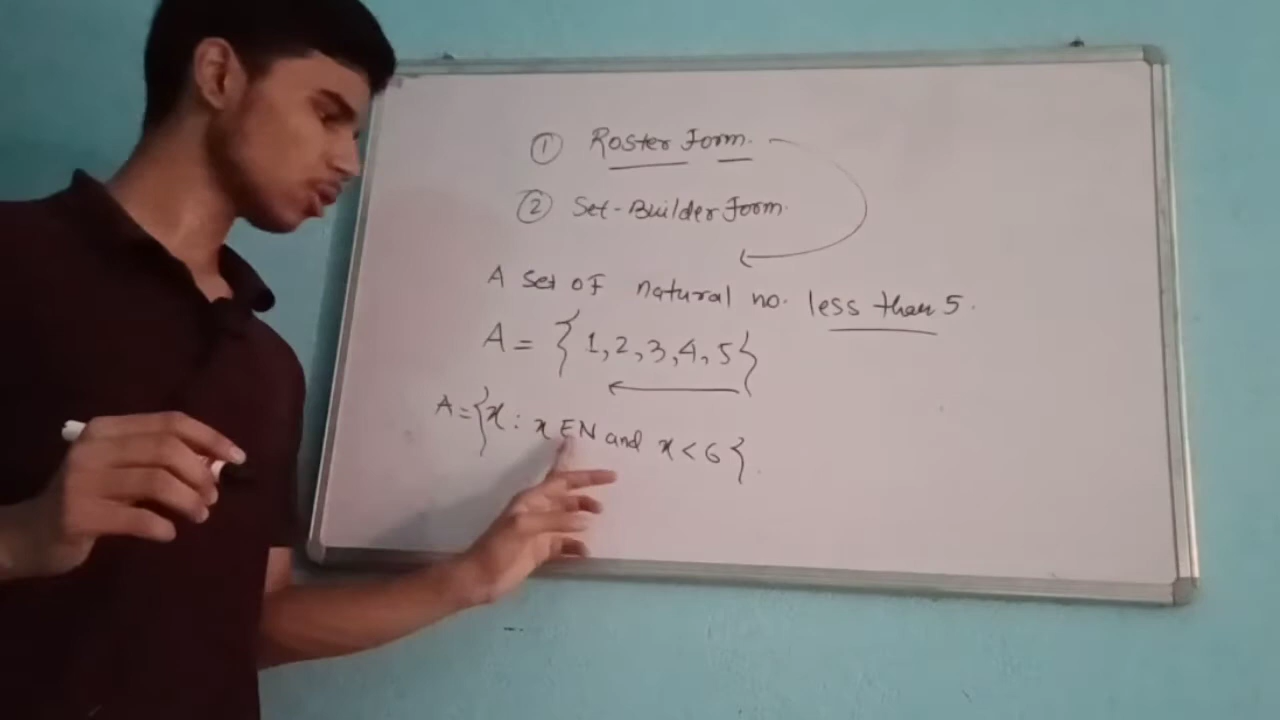 ① Roster Form.
② Set-Builder Form.
A set of natural no. less than 5.
A = {1, 2, 3, 4, 5}
A = {x : x ∈ N and x < 6}